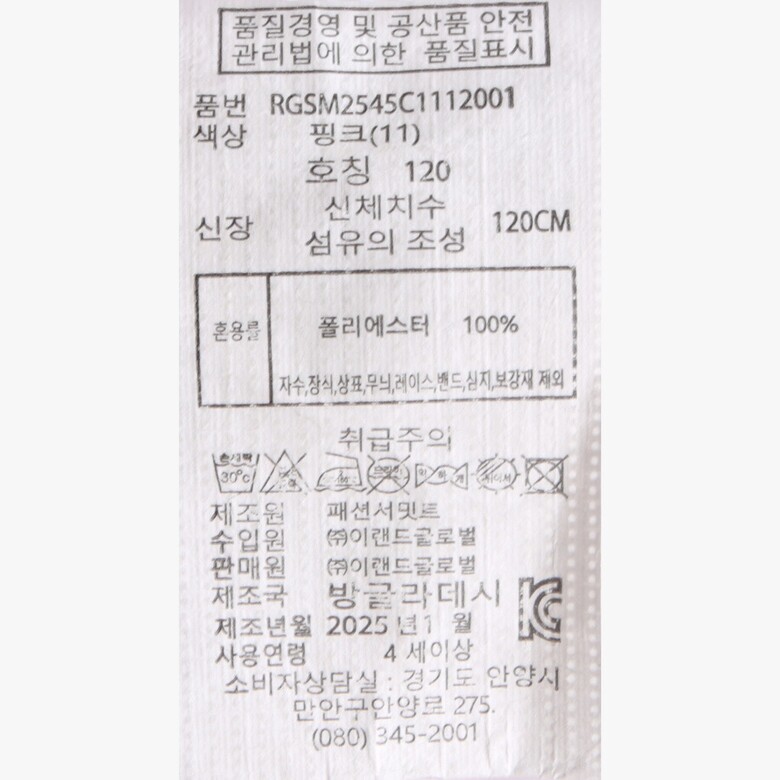 품질경영 및 공산품 안전
관리법에 의한 품질표시
품번 RGSM2545C1112001
색상 핑크(11)
호칭 120
신체치수
신장 120CM
섬유의 조성
혼용률 폴리에스터 100%
자수,장식,상표,무늬,레이스,밴드,심지,보강재 제외
취급주의
손세탁 30°C 드라이
제조원 패션서밋트
수입원 ㈜이랜드글로벌
판매원 ㈜이랜드글로벌
제조국 방글라데시
제조년월 2025 년1 월
사용연령 4 세이상
소비자상담실 : 경기도 안양시
만안구안양로 275.
(080) 345-2001